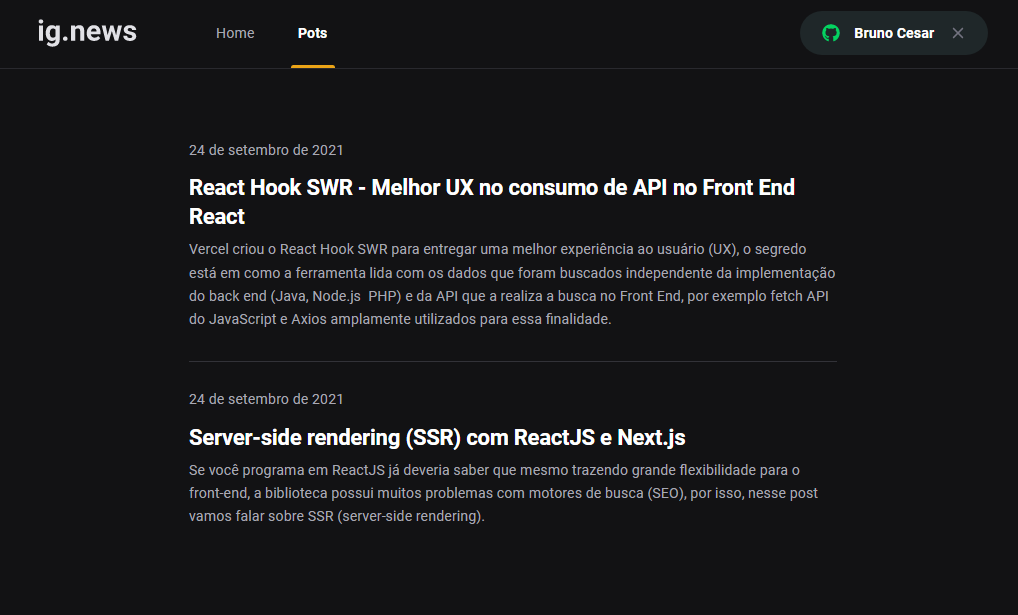 ig.news
Home
Pots
Bruno Cesar
24 de setembro de 2021
React Hook SWR - Melhor UX no consumo de API no Front End
React
Vercel criou o React Hook SWR para entregar uma melhor experiência ao usuário (UX), o segredo
está em como a ferramenta lida com os dados que foram buscados independente da implementação
do back end (Java, Node.js  PHP) e da API que a realiza a busca no Front End, por exemplo fetch API
do JavaScript e Axios amplamente utilizados para essa finalidade.
24 de setembro de 2021
Server-side rendering (SSR) com ReactJS e Next.js
Se você programa em ReactJS já deveria saber que mesmo trazendo grande flexibilidade para o
front-end, a biblioteca possui muitos problemas com motores de busca (SEO), por isso, nesse post
vamos falar sobre SSR (server-side rendering).